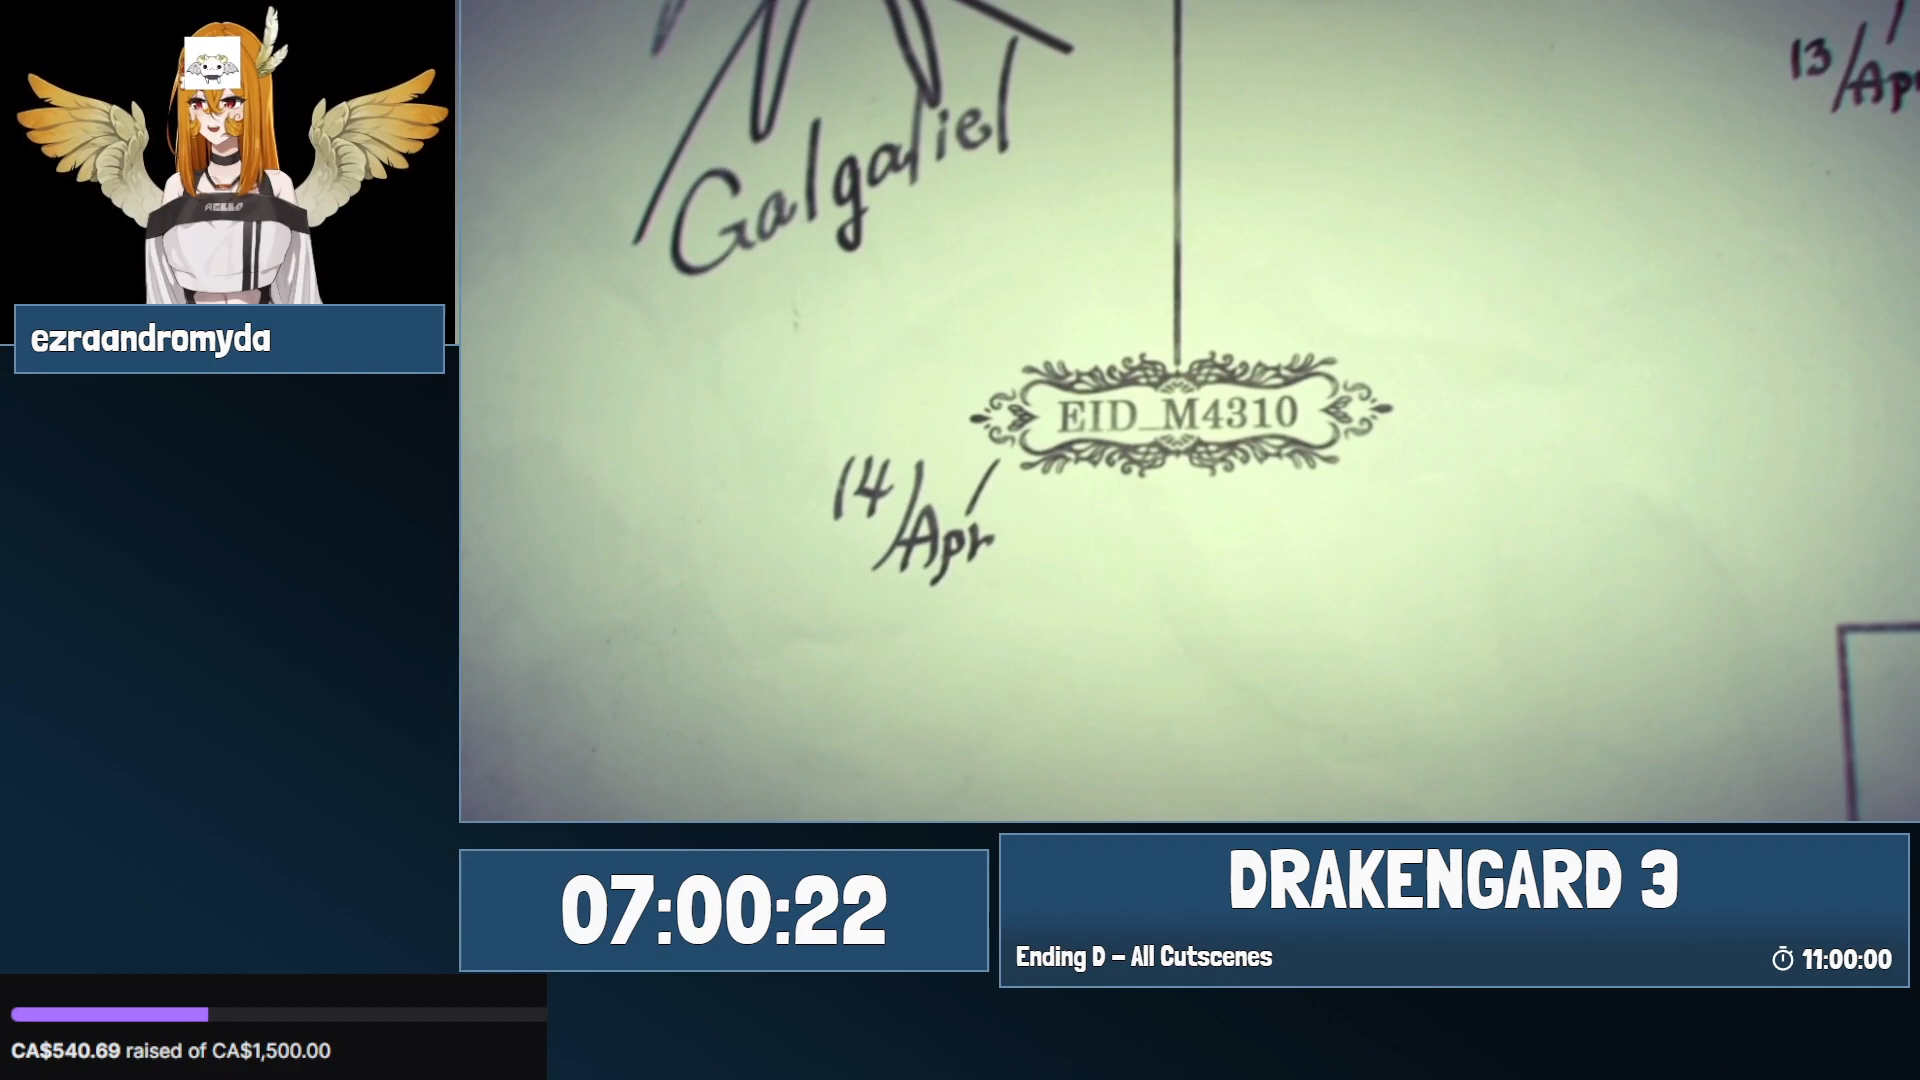 13/Apr
Galgaliel
EID_M4310
14/Apr
ezraandromyda
07:00:22
DRAKENGARD 3
Ending D – All Cutscenes
11:00:00
CA$540.69 raised of CA$1,500.00